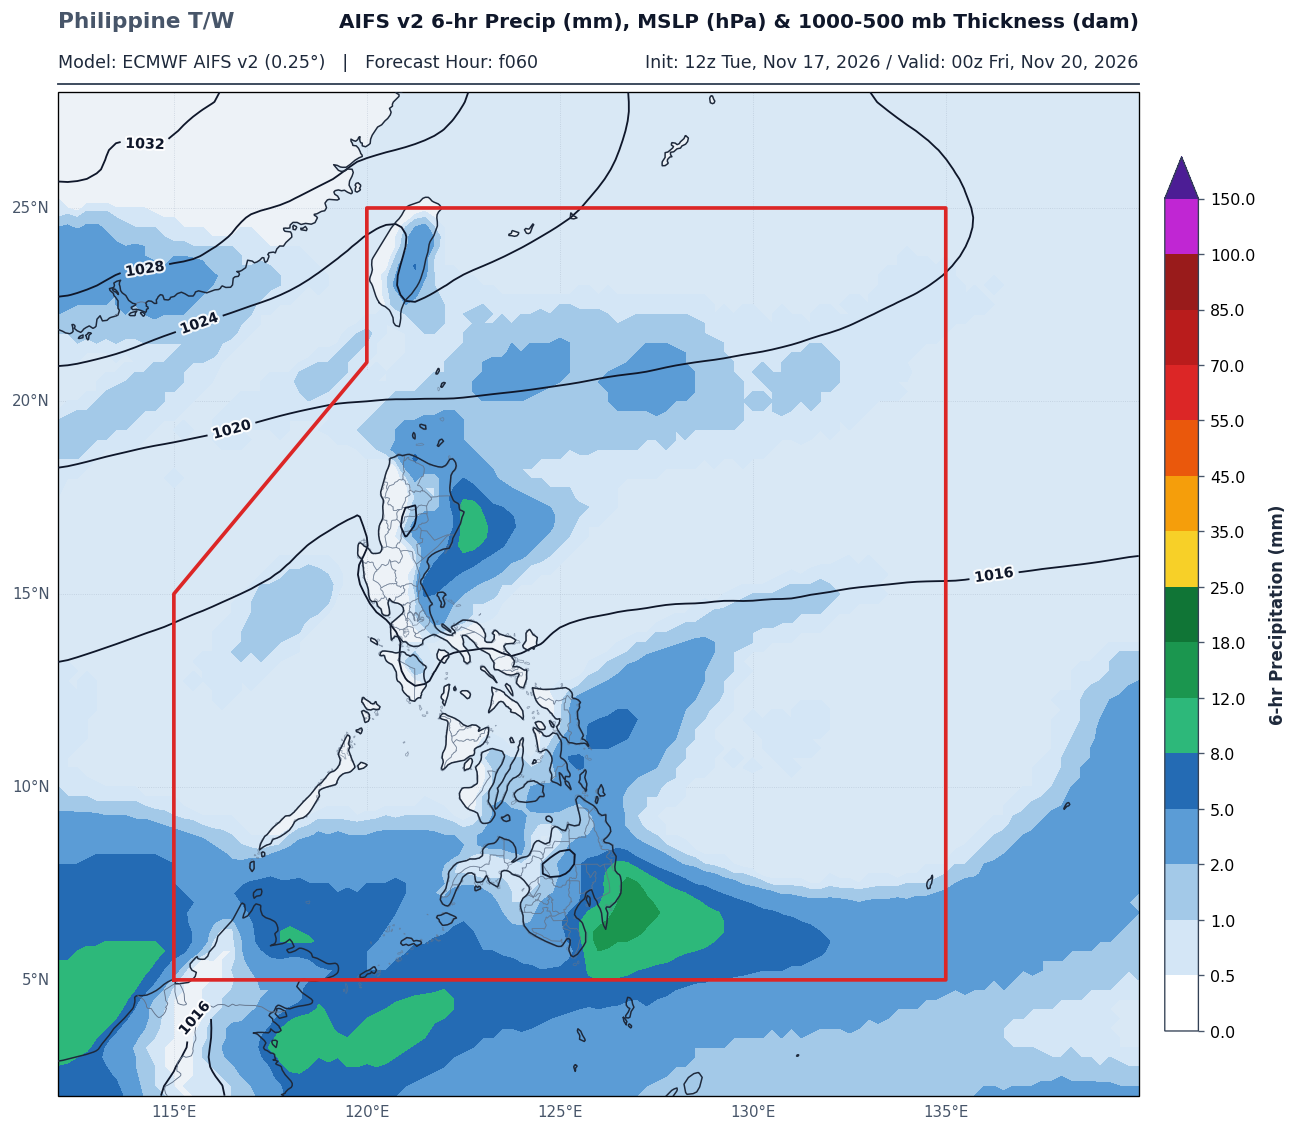 Philippine T/W
AIFS v2 6-hr Precip (mm), MSLP (hPa) & 1000-500 mb Thickness (dam)
Model: ECMWF AIFS v2 (0.25°) | Forecast Hour: f060
Init: 12z Tue, Nov 17, 2026 / Valid: 00z Fri, Nov 20, 2026
1032
1028
1024
1020
1016
1016
25°N
20°N
15°N
10°N
5°N
115°E
120°E
125°E
130°E
135°E
150.0
100.0
85.0
70.0
55.0
45.0
35.0
25.0
18.0
12.0
8.0
5.0
2.0
1.0
0.5
0.0
6-hr Precipitation (mm)